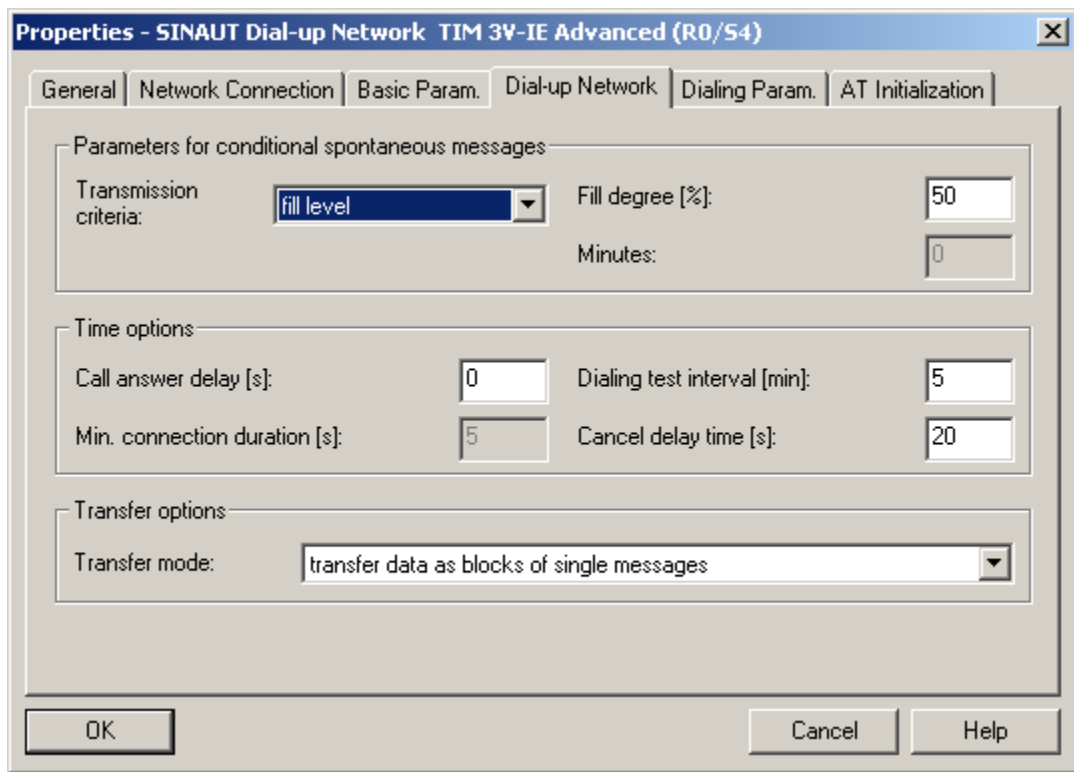 Properties - SINAUT Dial-up Network TIM 3V-IE Advanced (R0/S4)
General Network Connection Basic Param. Dial-up Network Dialing Param. AT Initialization
Parameters for conditional spontaneous messages
Transmission criteria: fill level Fill degree [%]: 50
Minutes: 0
Time options
Call answer delay [s]: 0 Dialing test interval [min]: 5
Min. connection duration [s]: 5 Cancel delay time [s]: 20
Transfer options
Transfer mode: transfer data as blocks of single messages
OK Cancel Help